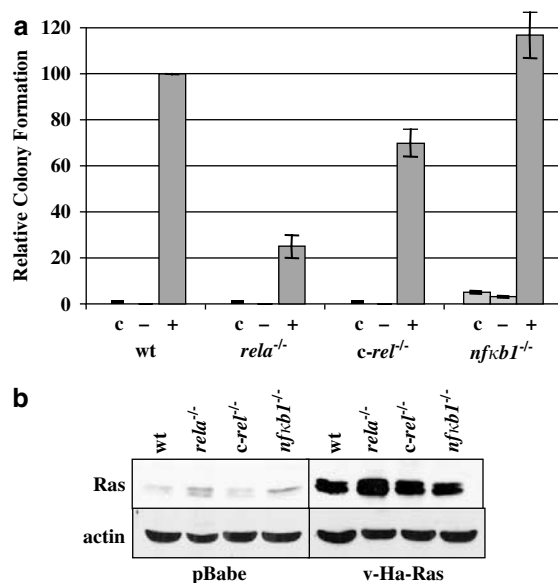 a
Relative Colony Formation
120
100
80
60
40
20
0
c – + c – + c – + c – +
wt rela-/- c-rel-/- nfκb1-/-
b
wt rela-/- c-rel-/- nfκb1-/- wt rela-/- c-rel-/- nfκb1-/-
Ras
actin
pBabe v-Ha-Ras